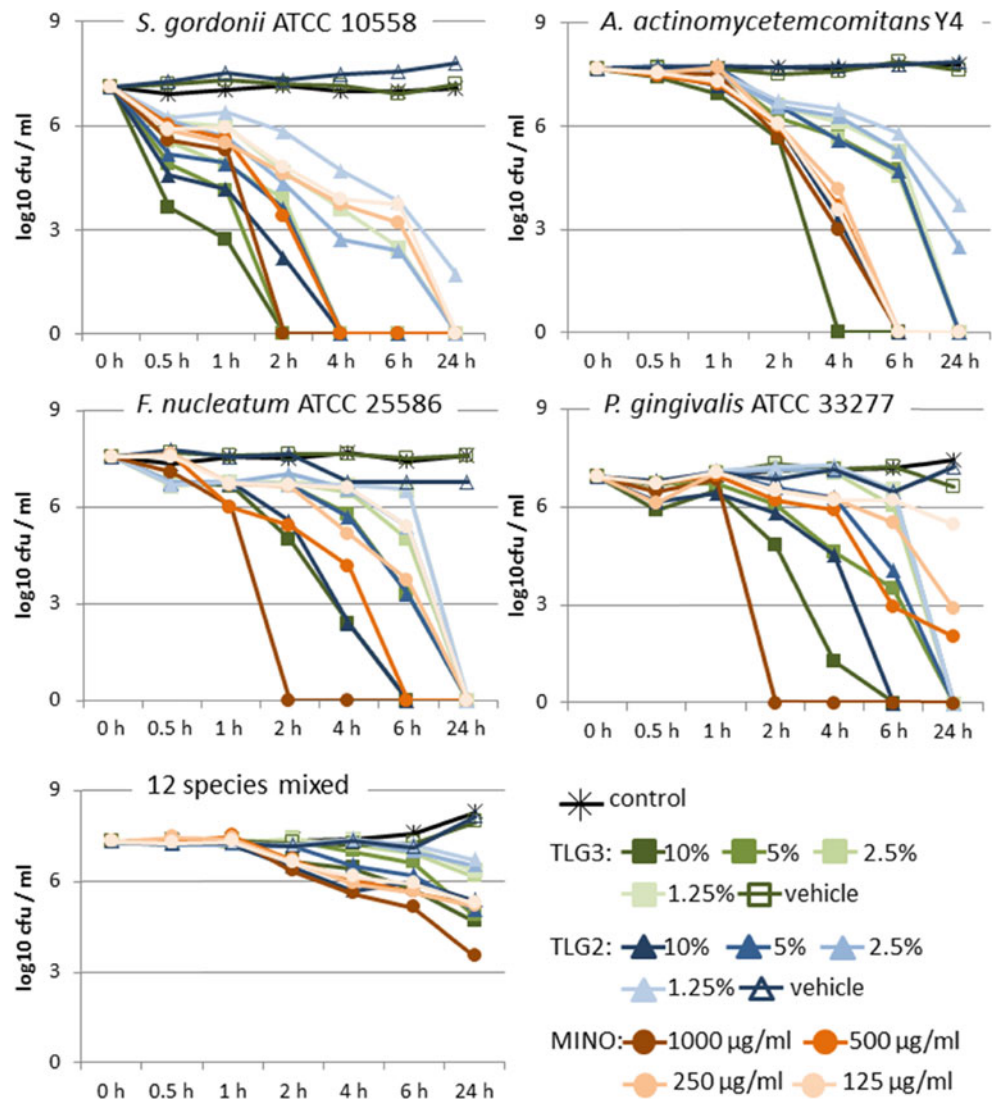 S. gordonii ATCC 10558
log10 cfu / ml
9
6
3
0
0 h 0.5 h 1 h 2 h 4 h 6 h 24 h
A. actinomycetemcomitans Y4
log10 cfu / ml
9
6
3
0
0 h 0.5 h 1 h 2 h 4 h 6 h 24 h
F. nucleatum ATCC 25586
log10 cfu / ml
9
6
3
0
0 h 0.5 h 1 h 2 h 4 h 6 h 24 h
P. gingivalis ATCC 33277
log10 cfu / ml
9
6
3
0
0 h 0.5 h 1 h 2 h 4 h 6 h 24 h
12 species mixed
log10 cfu / ml
9
6
3
0
0 h 0.5 h 1 h 2 h 4 h 6 h 24 h
control
TLG3: 10% 5% 2.5%
1.25% vehicle
TLG2: 10% 5% 2.5%
1.25% vehicle
MINO: 1000 µg/ml 500 µg/ml
250 µg/ml 125 µg/ml